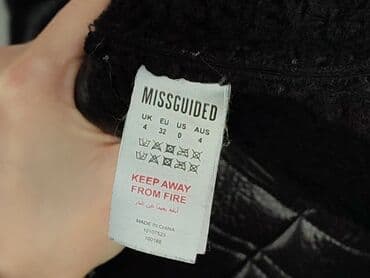 MISSGUIDED
UK EU US AUS
4 32 0 4
KEEP AWAY
FROM FIRE
MADE IN CHINA